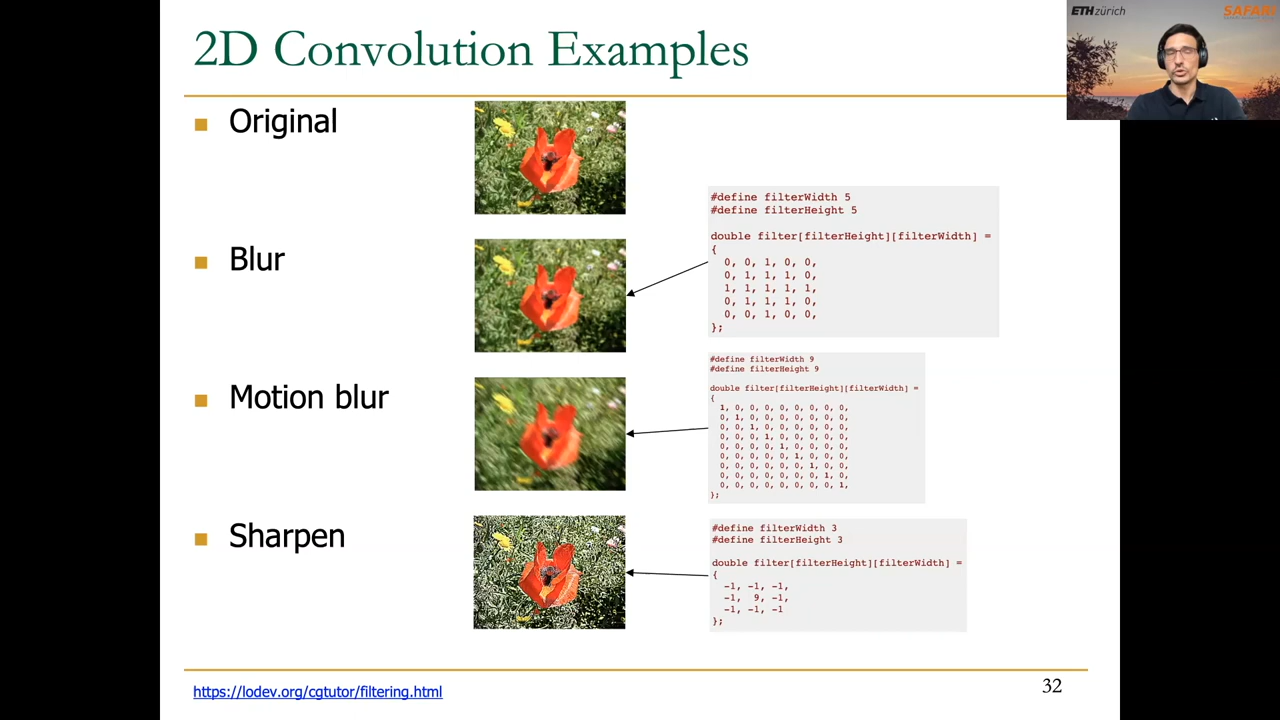 2D Convolution Examples
ETHzürich
SAFARI
Original
Blur
#define filterWidth 5
#define filterHeight 5
double filter[filterHeight][filterWidth] =
{
0, 0, 1, 0, 0,
0, 1, 1, 1, 0,
1, 1, 1, 1, 1,
0, 1, 1, 1, 0,
0, 0, 1, 0, 0,
};
Motion blur
#define filterWidth 9
#define filterHeight 9
double filter[filterHeight][filterWidth] =
{
1, 0, 0, 0, 0, 0, 0, 0, 0,
0, 1, 0, 0, 0, 0, 0, 0, 0,
0, 0, 1, 0, 0, 0, 0, 0, 0,
0, 0, 0, 1, 0, 0, 0, 0, 0,
0, 0, 0, 0, 1, 0, 0, 0, 0,
0, 0, 0, 0, 0, 1, 0, 0, 0,
0, 0, 0, 0, 0, 0, 1, 0, 0,
0, 0, 0, 0, 0, 0, 0, 1, 0,
0, 0, 0, 0, 0, 0, 0, 0, 1,
};
Sharpen
#define filterWidth 3
#define filterHeight 3
double filter[filterHeight][filterWidth] =
{
-1, -1, -1,
-1, 9, -1,
-1, -1, -1
};
https://lodev.org/cgtutor/filtering.html
32